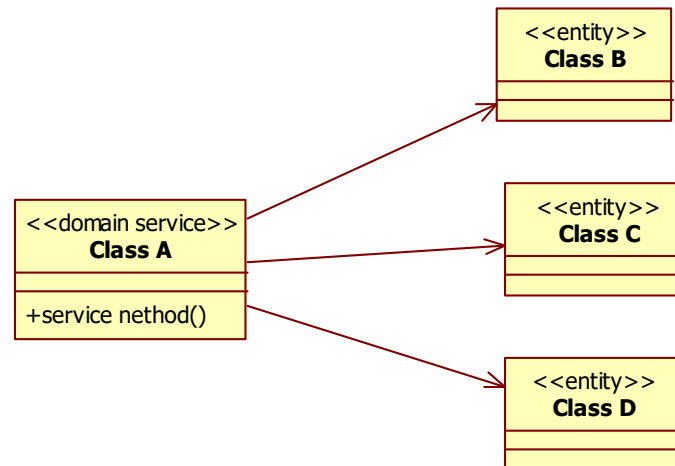 <<entity>>
Class B
<<domain service>>
Class A
+service nethod()
<<entity>>
Class C
<<entity>>
Class D